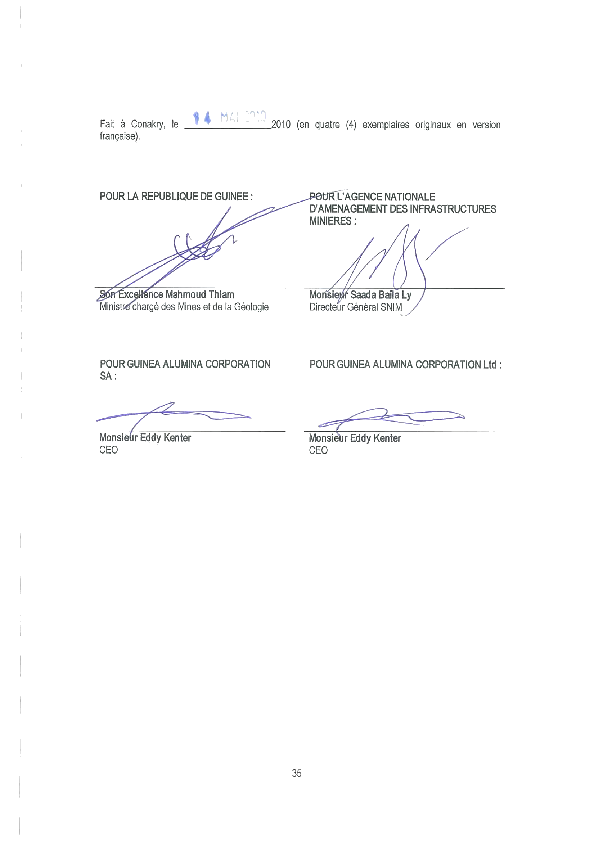 Fait à Conakry, le 14 MAI 2010 2010 (en quatre (4) exemplaires originaux en version
française).
POUR LA REPUBLIQUE DE GUINEE :
POUR L'AGENCE NATIONALE
D'AMENAGEMENT DES INFRASTRUCTURES
MINIERES :
Son Excellence Mahmoud Thiam
Ministre chargé des Mines et de la Géologie
Monsieur Saada Baila Ly
Directeur Général SNIM
POUR GUINEA ALUMINA CORPORATION
SA :
POUR GUINEA ALUMINA CORPORATION Ltd :
Monsieur Eddy Kenter
CEO
Monsieur Eddy Kenter
CEO
35